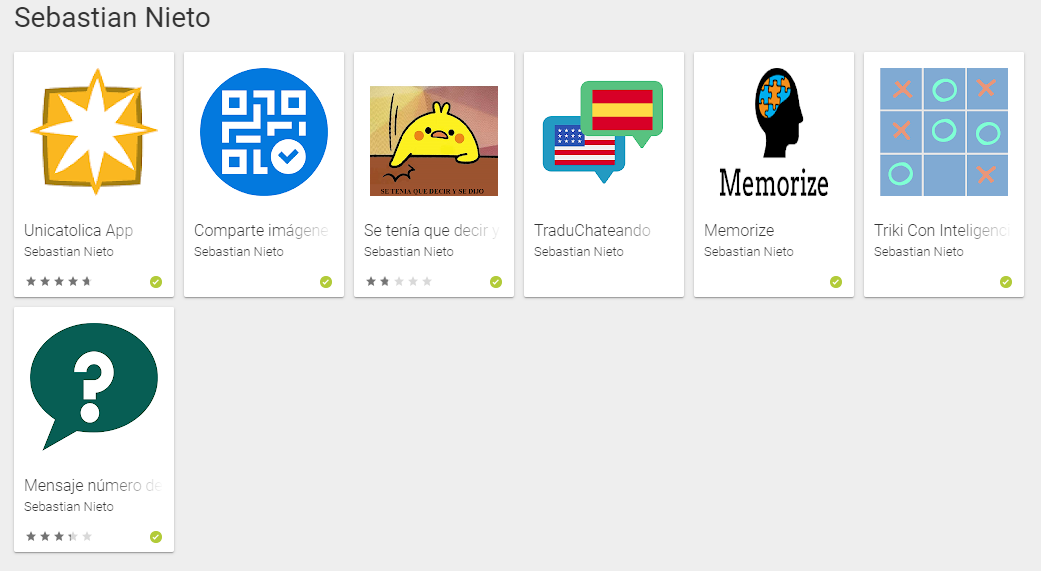 Sebastian Nieto
Unicatolica App
Sebastian Nieto
Comparte imágene
Sebastian Nieto
SE TENIA QUE DECIR Y SE DIJO
Se tenía que decir y
Sebastian Nieto
TraduChateando
Sebastian Nieto
Memorize
Memorize
Sebastian Nieto
Triki Con Inteligenci
Sebastian Nieto
Mensaje número de
Sebastian Nieto